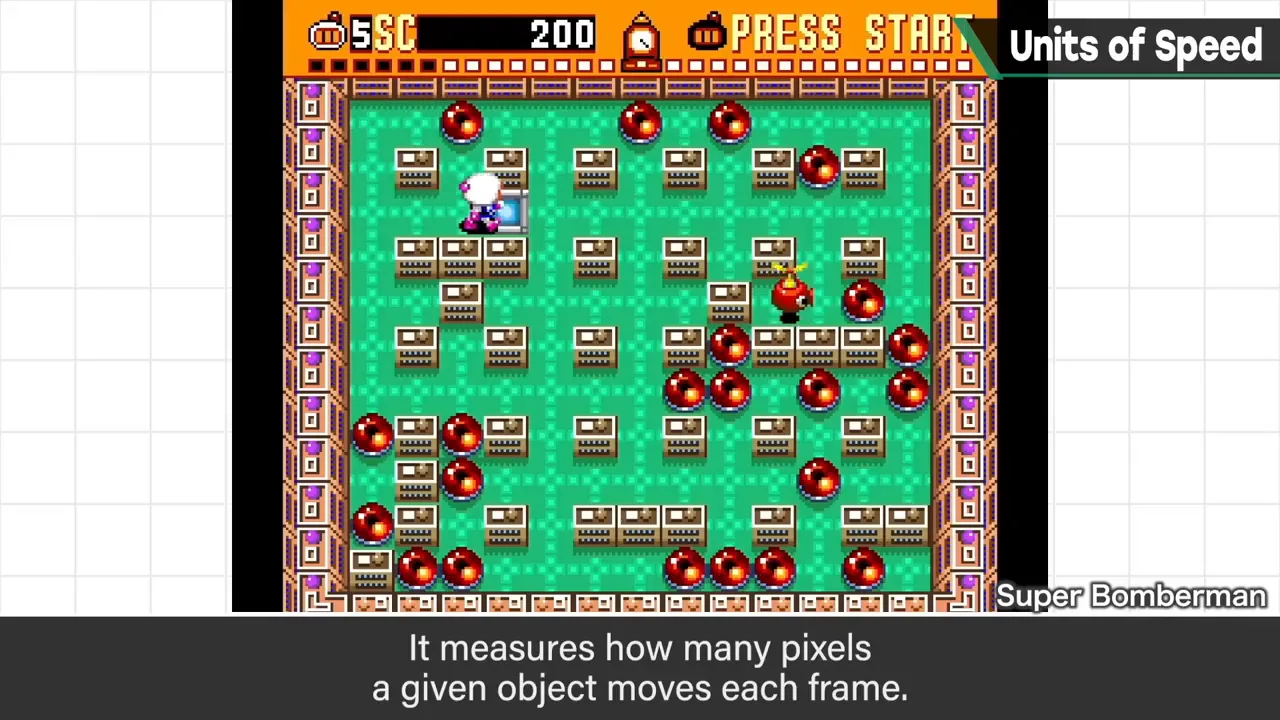 5SC 200 PRESS START
Units of Speed
Super Bomberman
It measures how many pixels
a given object moves each frame.